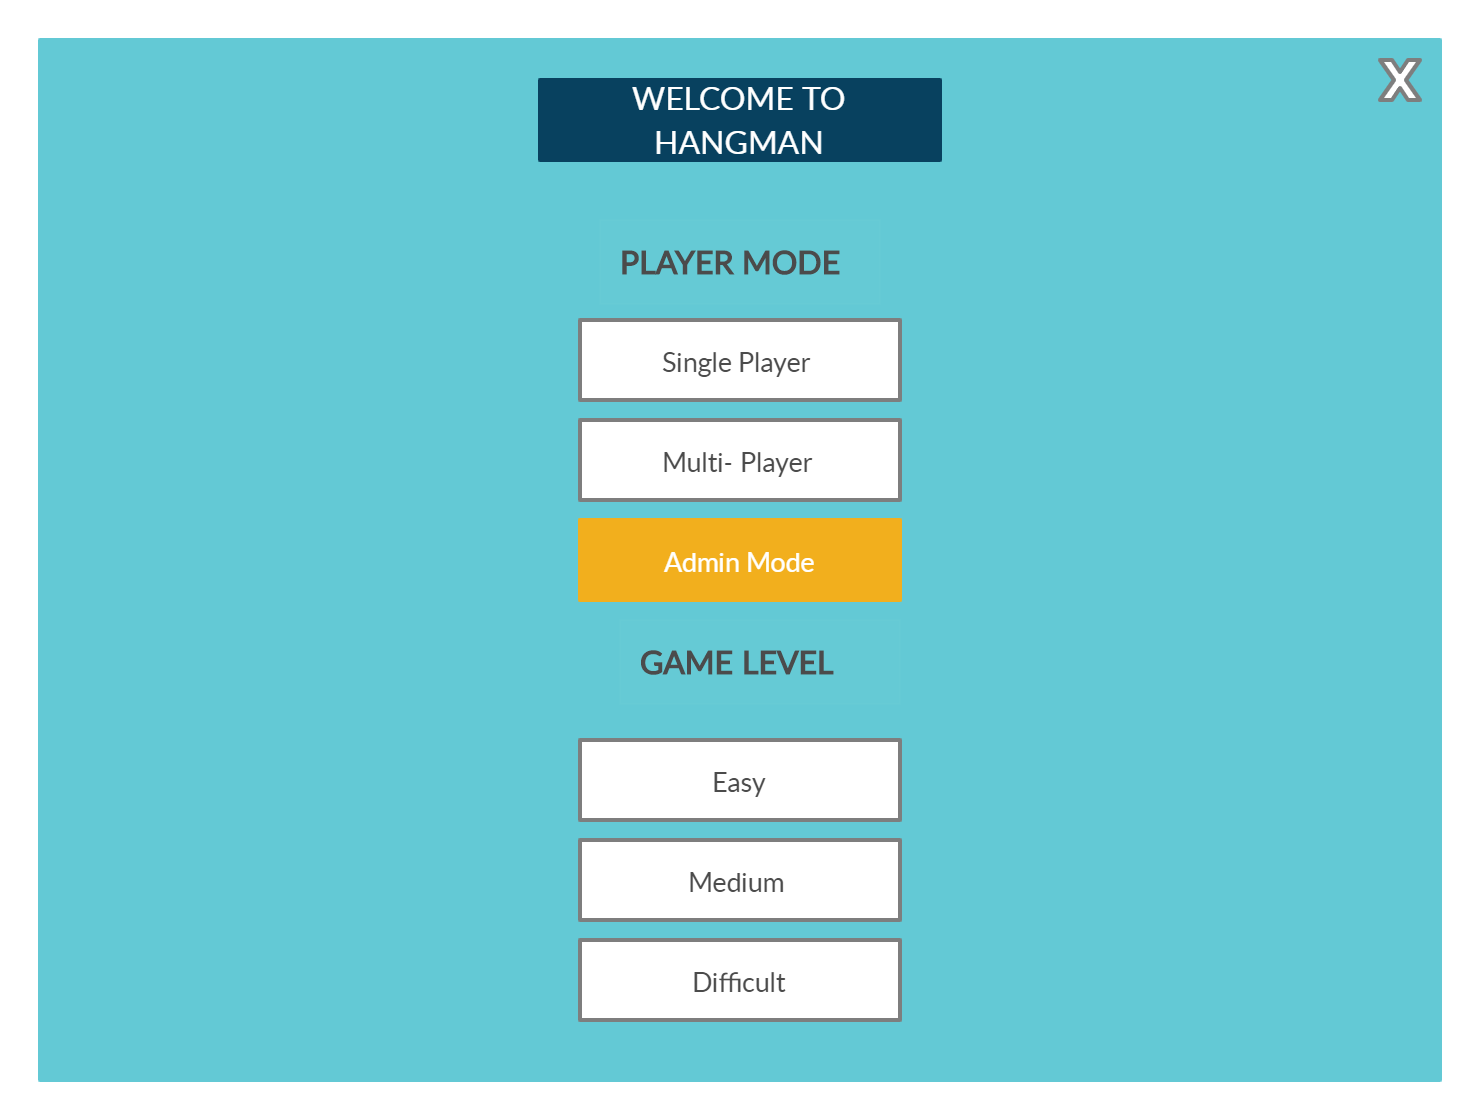 X
WELCOME TO
HANGMAN
PLAYER MODE
Single Player
Multi- Player
Admin Mode
GAME LEVEL
Easy
Medium
Difficult